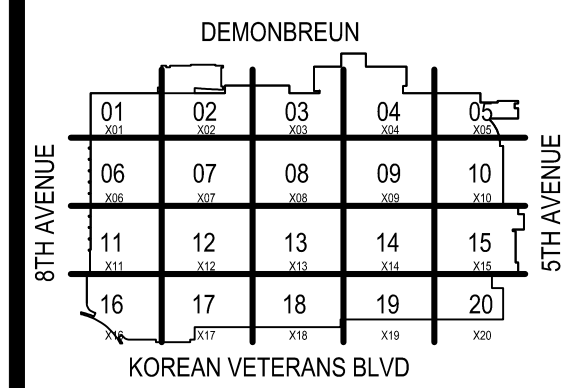 DEMONBREUN
01 02 03 04 05
X01 X02 X03 X04 X05
8TH AVENUE
5TH AVENUE
06 07 08 09 10
X06 X07 X08 X09 X10
11 12 13 14 15
X11 X12 X13 X14 X15
16 17 18 19 20
X16 X17 X18 X19 X20
KOREAN VETERANS BLVD